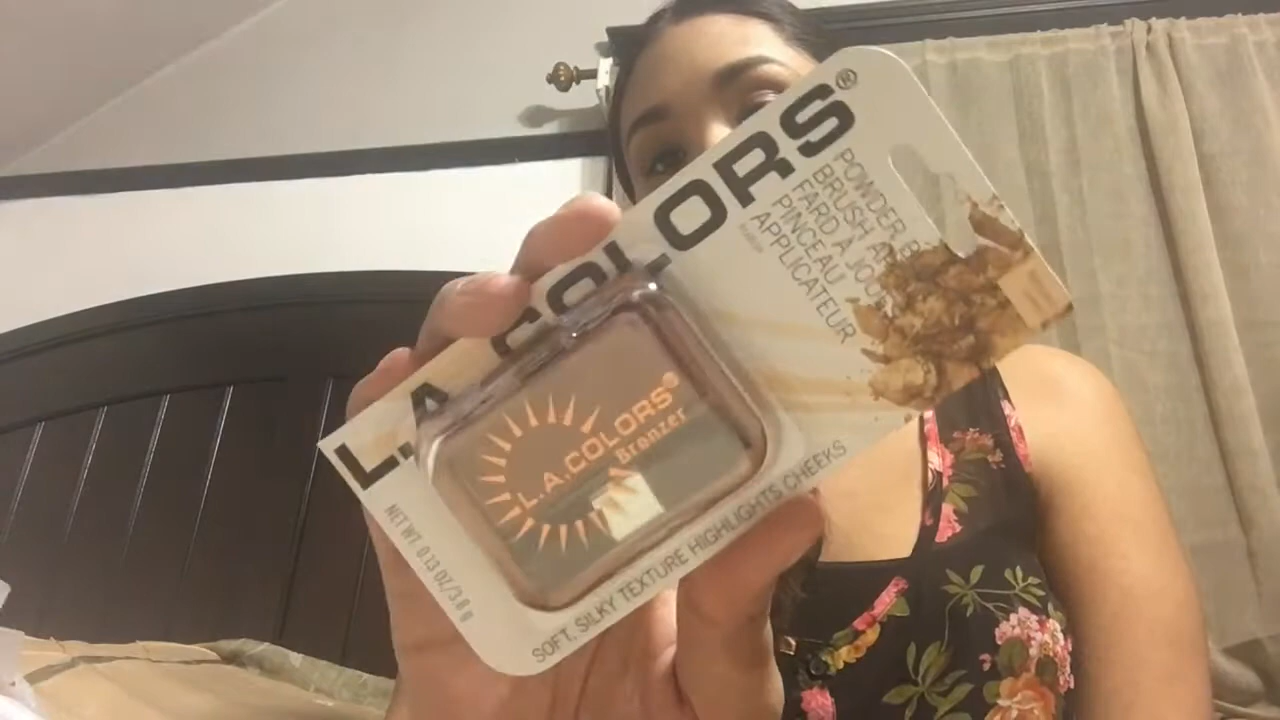 L.A. COLORS®
POWDER
BRUSH
FARD À JOU
PINCEAU
APPLICATEUR
L.A.COLORS®
Bronzer
NET WT. 0.13 OZ/3.8 g
SOFT, SILKY TEXTURE HIGHLIGHTS CHEEKS